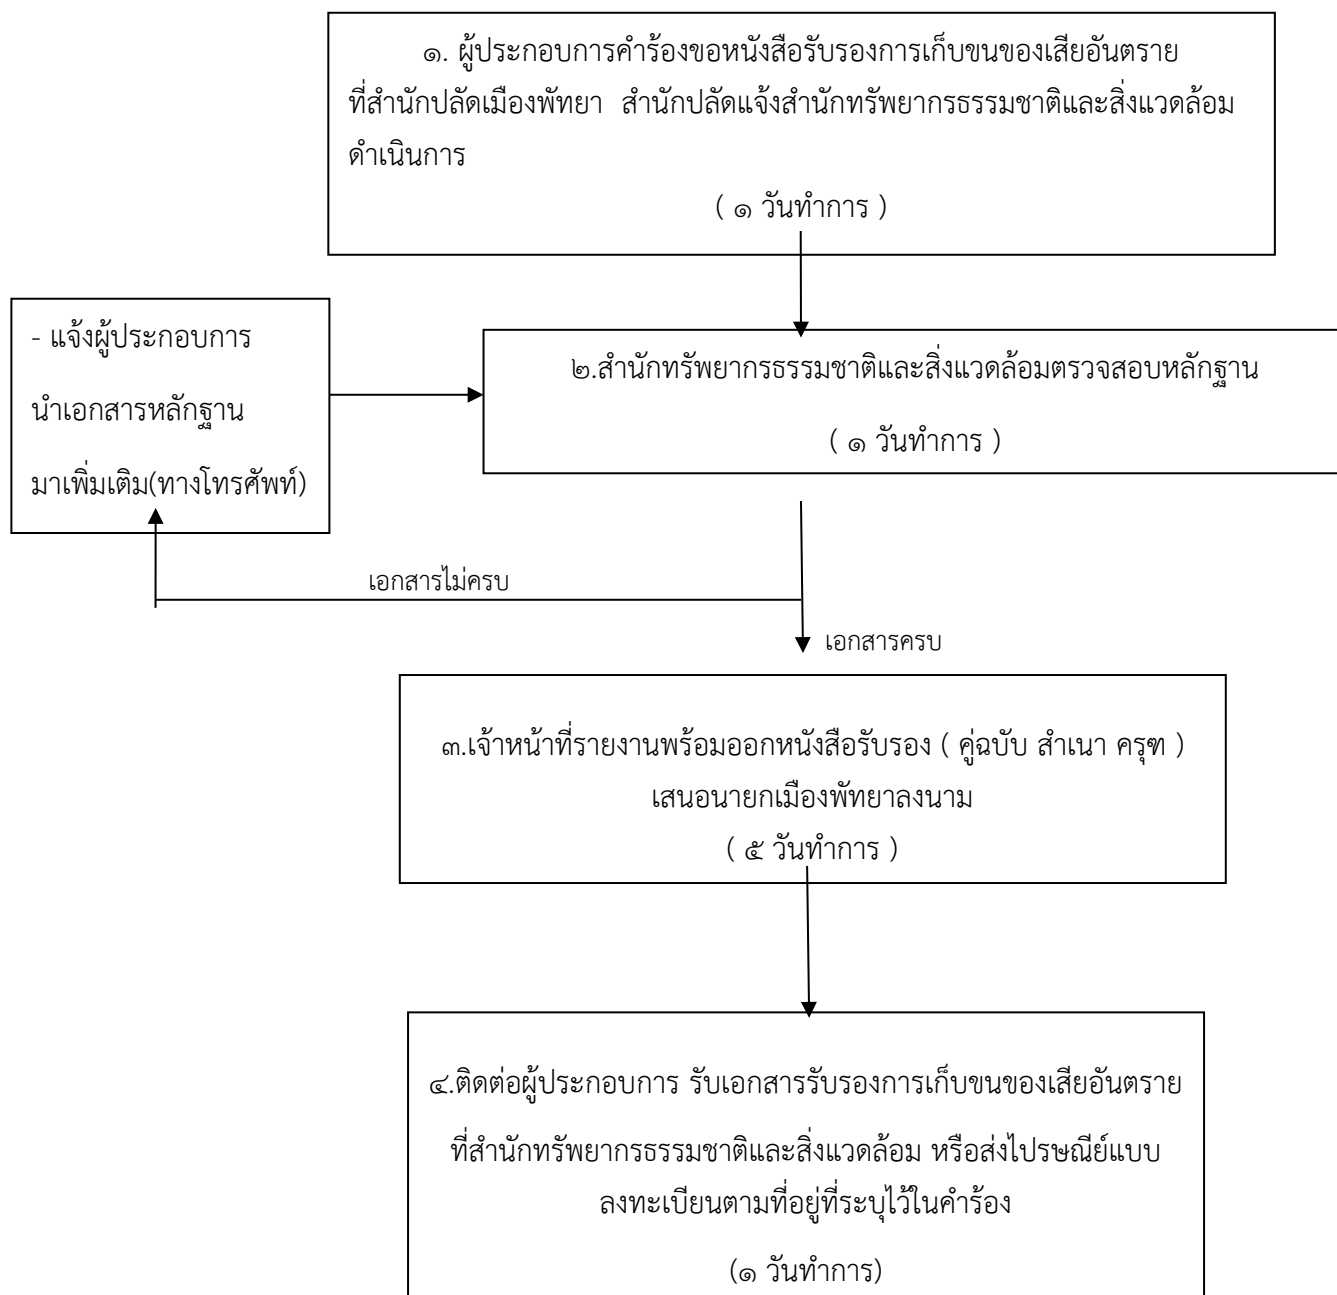 ๑. ผู้ประกอบการคำร้องขอหนังสือรับรองการเก็บขนของเสียอันตราย
ที่สำนักปลัดเมืองพัทยา สำนักปลัดแจ้งสำนักทรัพยากรธรรมชาติและสิ่งแวดล้อม
ดำเนินการ
( ๑ วันทำการ )
- แจ้งผู้ประกอบการ
นำเอกสารหลักฐาน
มาเพิ่มเติม(ทางโทรศัพท์)
๒.สำนักทรัพยากรธรรมชาติและสิ่งแวดล้อมตรวจสอบหลักฐาน
( ๑ วันทำการ )
เอกสารไม่ครบ
เอกสารครบ
๓.เจ้าหน้าที่รายงานพร้อมออกหนังสือรับรอง ( คู่ฉบับ สำเนา ครุฑ )
เสนอนายกเมืองพัทยาลงนาม
( ๕ วันทำการ )
๔.ติดต่อผู้ประกอบการ รับเอกสารรับรองการเก็บขนของเสียอันตราย
ที่สำนักทรัพยากรธรรมชาติและสิ่งแวดล้อม หรือส่งไปรษณีย์แบบ
ลงทะเบียนตามที่อยู่ที่ระบุไว้ในคำร้อง
(๑ วันทำการ)